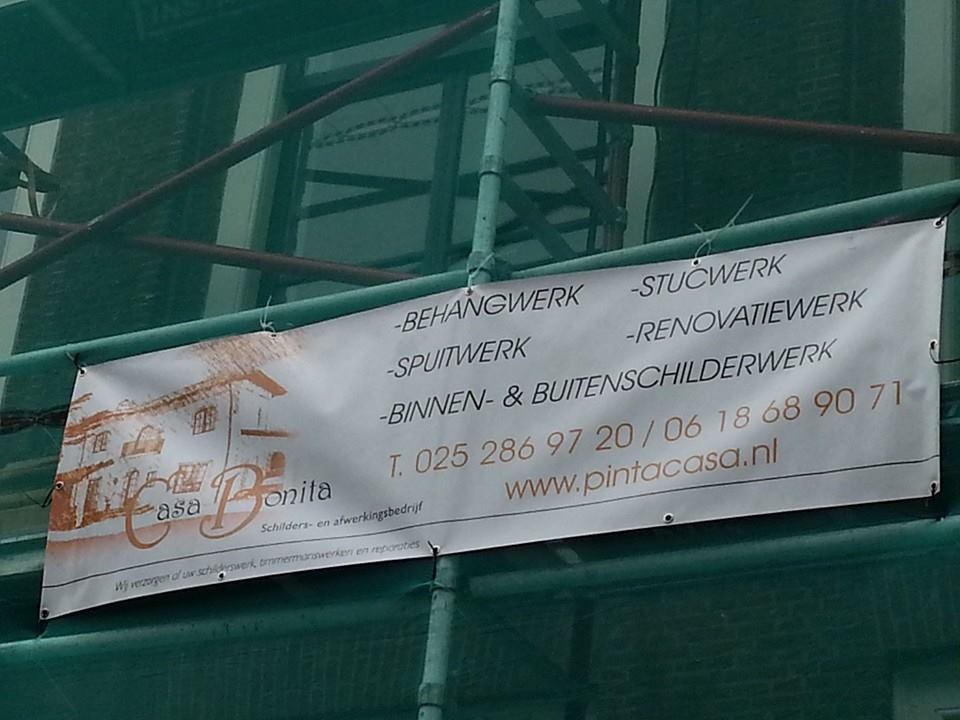 -BEHANGWERK
-STUCWERK
-SPUITWERK
-RENOVATIEWERK
-BINNEN- & BUITENSCHILDERWERK
T. 025 286 97 20 / 06 18 68 90 71
www.pintacasa.nl
Casa Bonita
Schilders- en afwerkingsbedrijf
Wij verzorgen al uw schilderswerk, timmermanswerken en reparaties